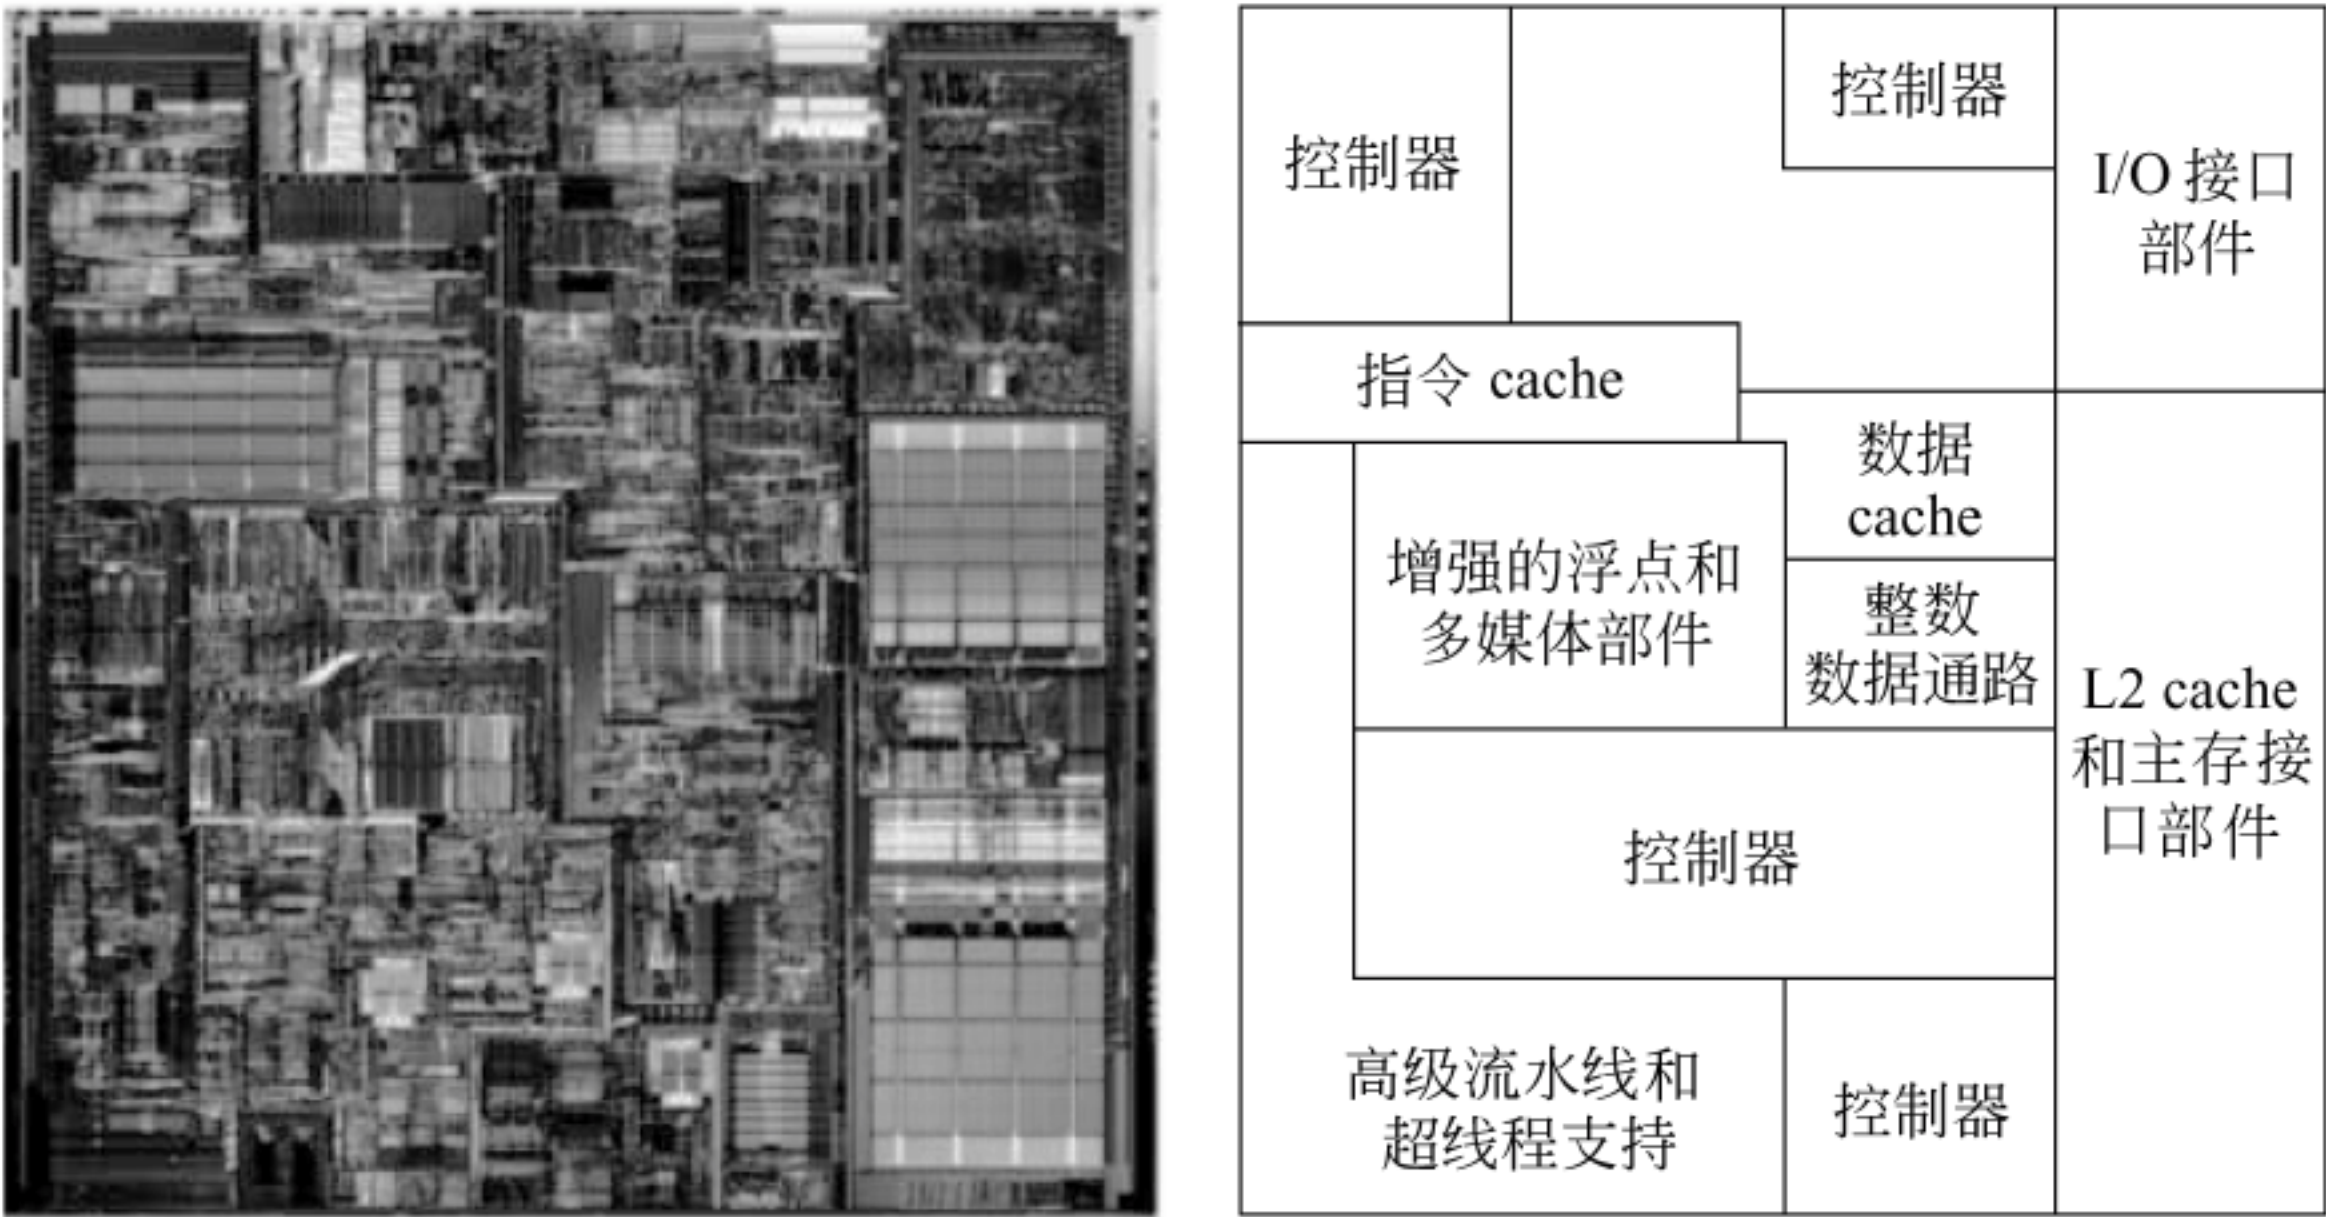 控制器
控制器
I/O 接口
部件
指令 cache
数据
cache
增强的浮点和
多媒体部件
整数
数据通路
L2 cache
和主存接
口部件
控制器
高级流水线和
超线程支持
控制器